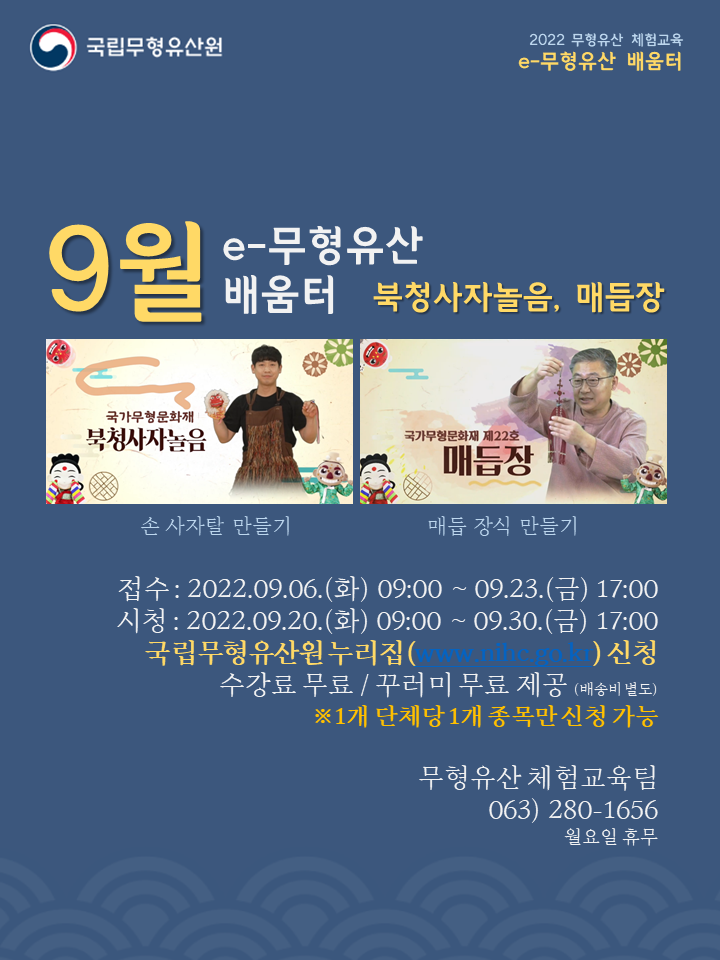 국립무형유산원
2022 무형유산 체험교육
e-무형유산 배움터
9월
e-무형유산
배움터
북청사자놀음, 매듭장
국가무형문화재
북청사자놀음
국가무형문화재 제22호
매듭장
손 사자탈 만들기
매듭 장식 만들기
접수 : 2022.09.06.(화) 09:00 ~ 09.23.(금) 17:00
시청 : 2022.09.20.(화) 09:00 ~ 09.30.(금) 17:00
국립무형유산원 누리집(www.nihc.go.kr) 신청
수강료 무료 / 꾸러미 무료 제공 (배송비 별도)
※1개 단체당 1개 종목만 신청 가능
무형유산 체험교육팀
063) 280-1656
월요일 휴무